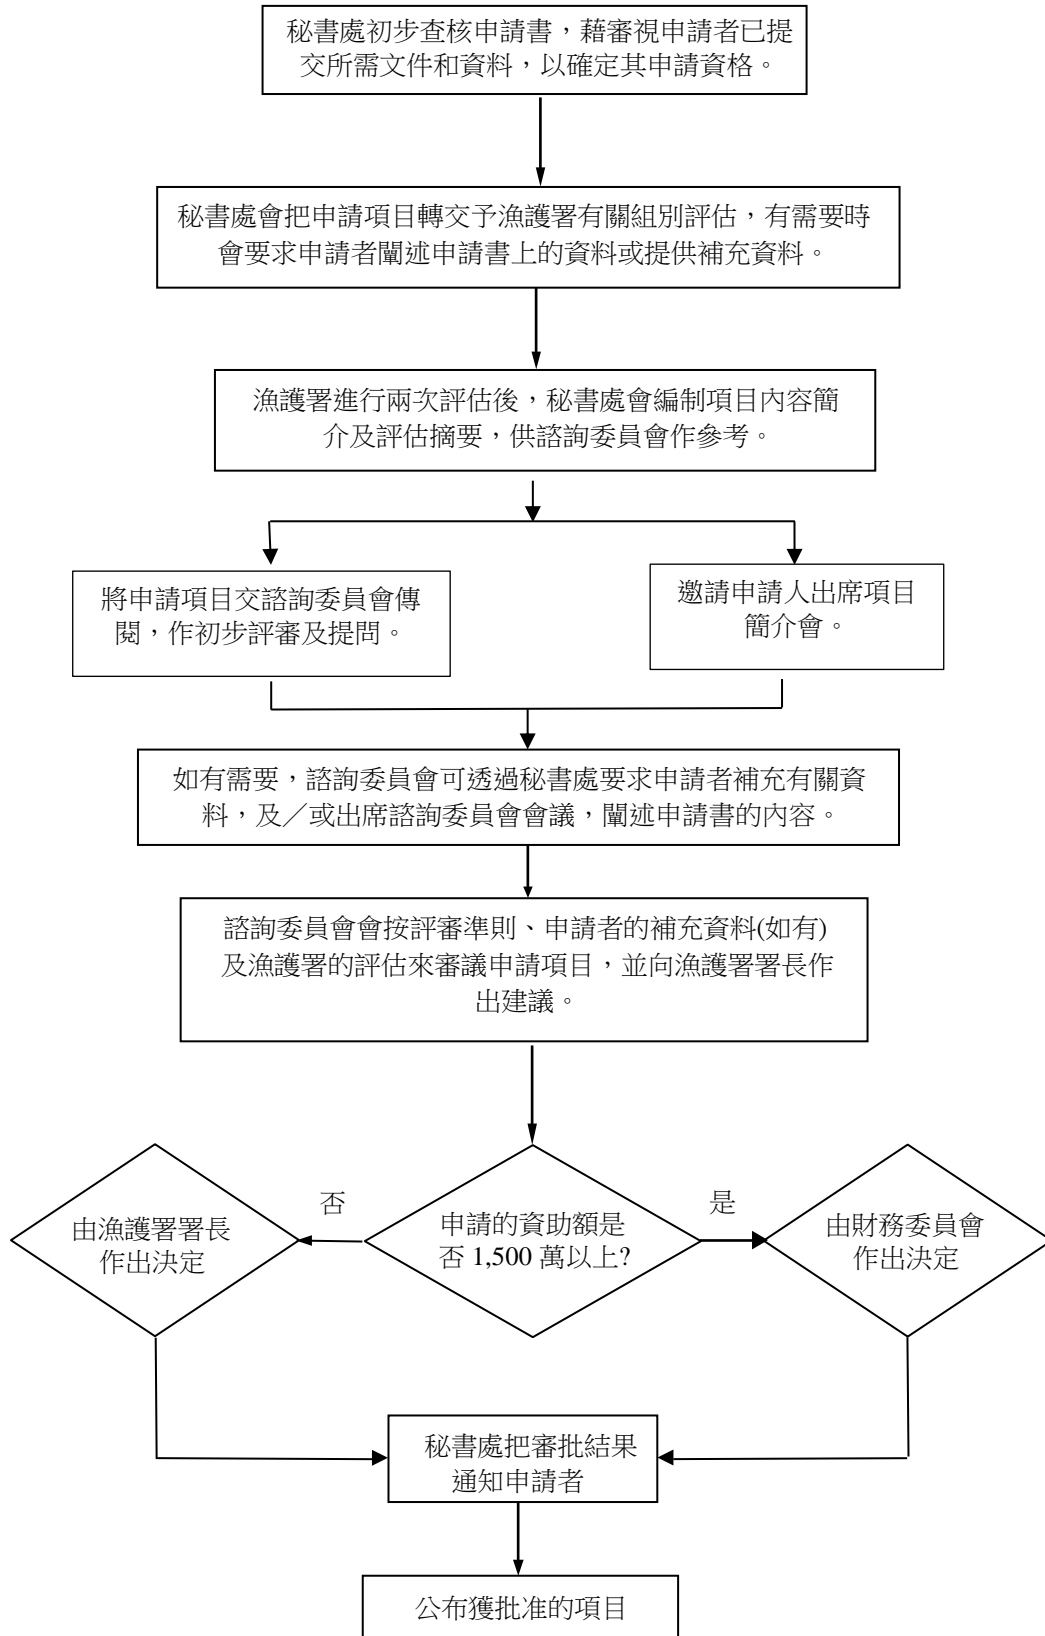 秘書處初步查核申請書，藉審視申請者已提
交所需文件和資料，以確定其申請資格。
秘書處會把申請項目轉交予漁護署有關組別評估，有需要時
會要求申請者闡述申請書上的資料或提供補充資料。
漁護署進行兩次評估後，秘書處會編制項目內容簡
介及評估摘要，供諮詢委員會作參考。
將申請項目交諮詢委員會傳
閱，作初步評審及提問。
邀請申請人出席項目
簡介會。
如有需要，諮詢委員會可透過秘書處要求申請者補充有關資
料，及／或出席諮詢委員會會議，闡述申請書的內容。
諮詢委員會會按評審準則、申請者的補充資料(如有)
及漁護署的評估來審議申請項目，並向漁護署署長作
出建議。
否
是
由漁護署署長
作出決定
申請的資助額是
否 1,500 萬以上?
由財務委員會
作出決定
秘書處把審批結果
通知申請者
公布獲批准的項目